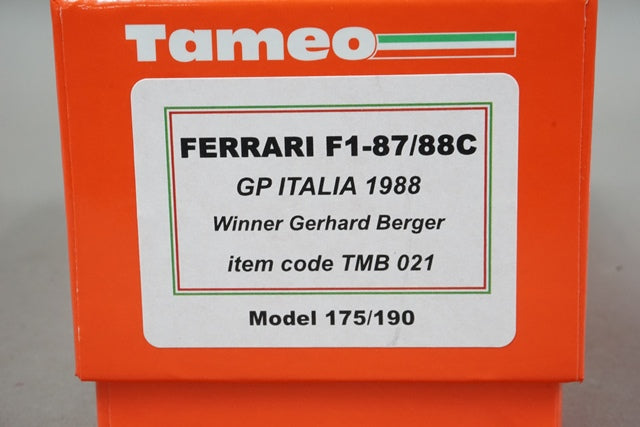 Tameo
FERRARI F1-87/88C
GP ITALIA 1988
Winner Gerhard Berger
item code TMB 021
Model 175/190